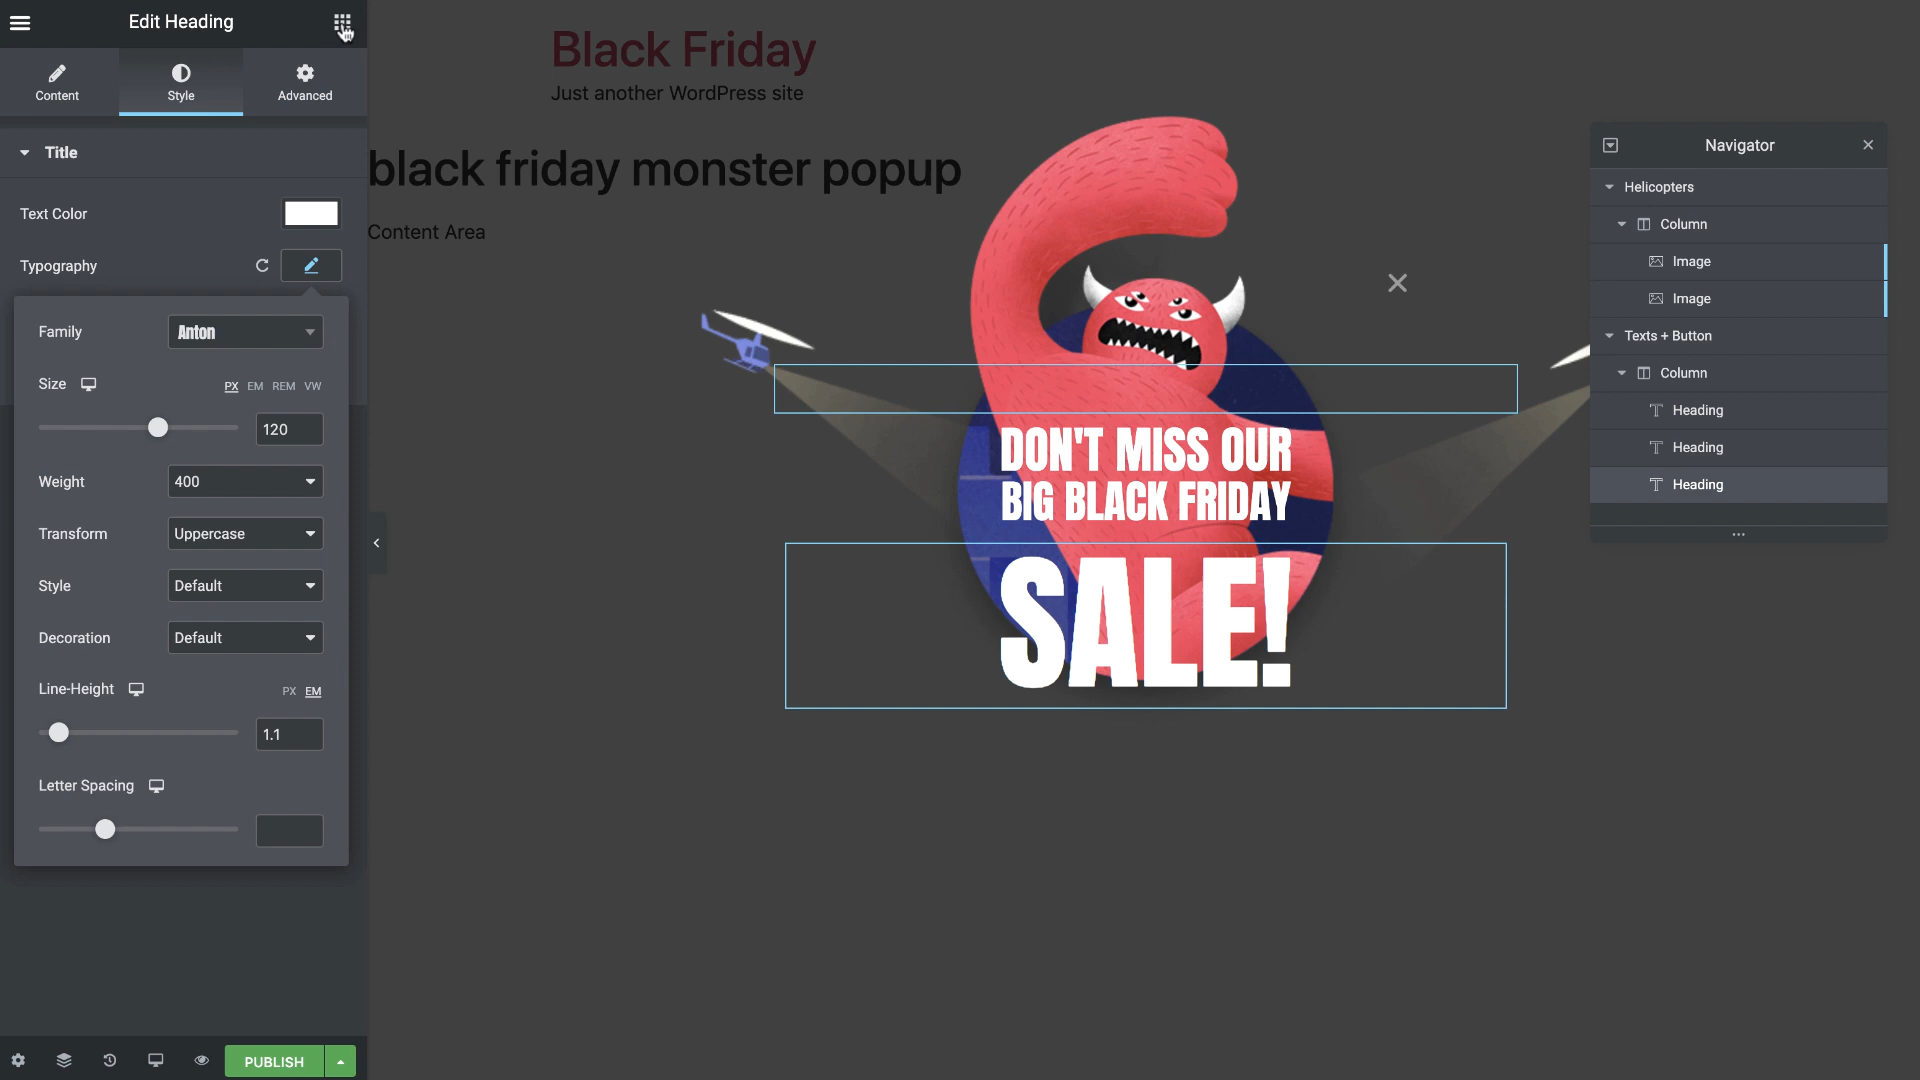 Edit Heading
Content
Style
Advanced
Title
Text Color
Typography
Family
Anton
Size
PX EM REM VW
120
Weight
400
Transform
Uppercase
Style
Default
Decoration
Default
Line-Height
PX EM
1.1
Letter Spacing
PUBLISH
Black Friday
Just another WordPress site
black friday monster popup
Content Area
DON'T MISS OUR
BIG BLACK FRIDAY
SALE!
Navigator
Helicopters
Column
Image
Image
Texts + Button
Column
Heading
Heading
Heading